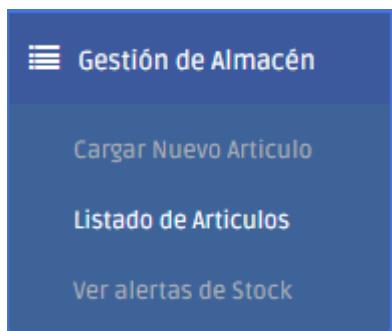 Gestión de Almacén
Cargar Nuevo Articulo
Listado de Articulos
Ver alertas de Stock